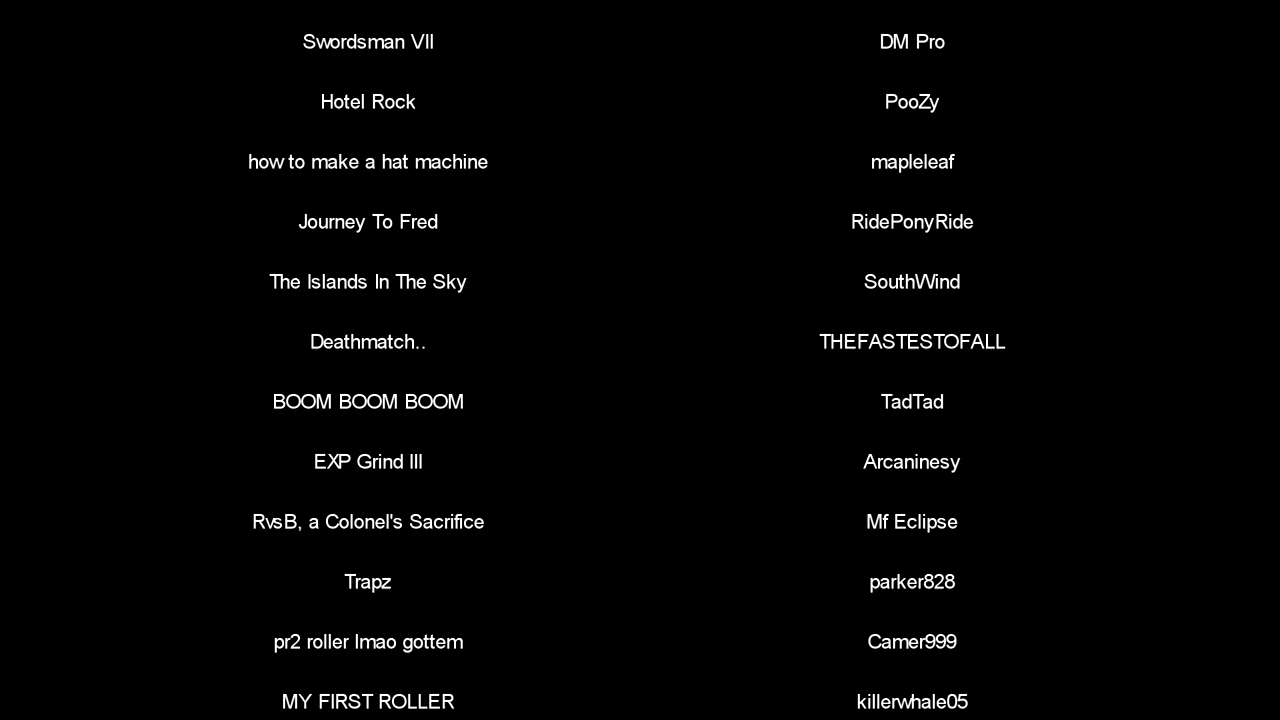 Swordsman VII DM Pro
Hotel Rock PooZy
how to make a hat machine mapleleaf
Journey To Fred RidePonyRide
The Islands In The Sky SouthWind
Deathmatch.. THEFASTESTOFALL
BOOM BOOM BOOM TadTad
EXP Grind III Arcaninesy
RvsB, a Colonel's Sacrifice Mf Eclipse
Trapz parker828
pr2 roller lmao gottem Camer999
MY FIRST ROLLER killerwhale05